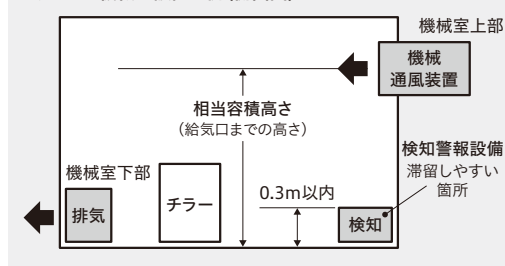 機械室上部
機械
通風装置
相当容積高さ
(給気口までの高さ)
検知警報設備
滞留しやすい
箇所
機械室下部
チラー
0.3m以内
排気
検知